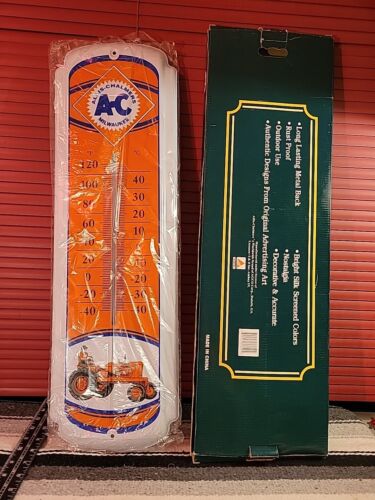 ALLIS-CHALMERS
A-C
MILWAUKEE
°F
°C
120
100
80
60
40
20
0
-20
-40
40
30
20
10
0
-10
-20
-30
-40
• Long Lasting Metal Back
• Rust Proof
• Outdoor Use
• Authentic Designs From Original Advertising Art
• Bright Silk Screened Colors
• Nostalgia
• Decorative & Accurate
MADE IN CHINA